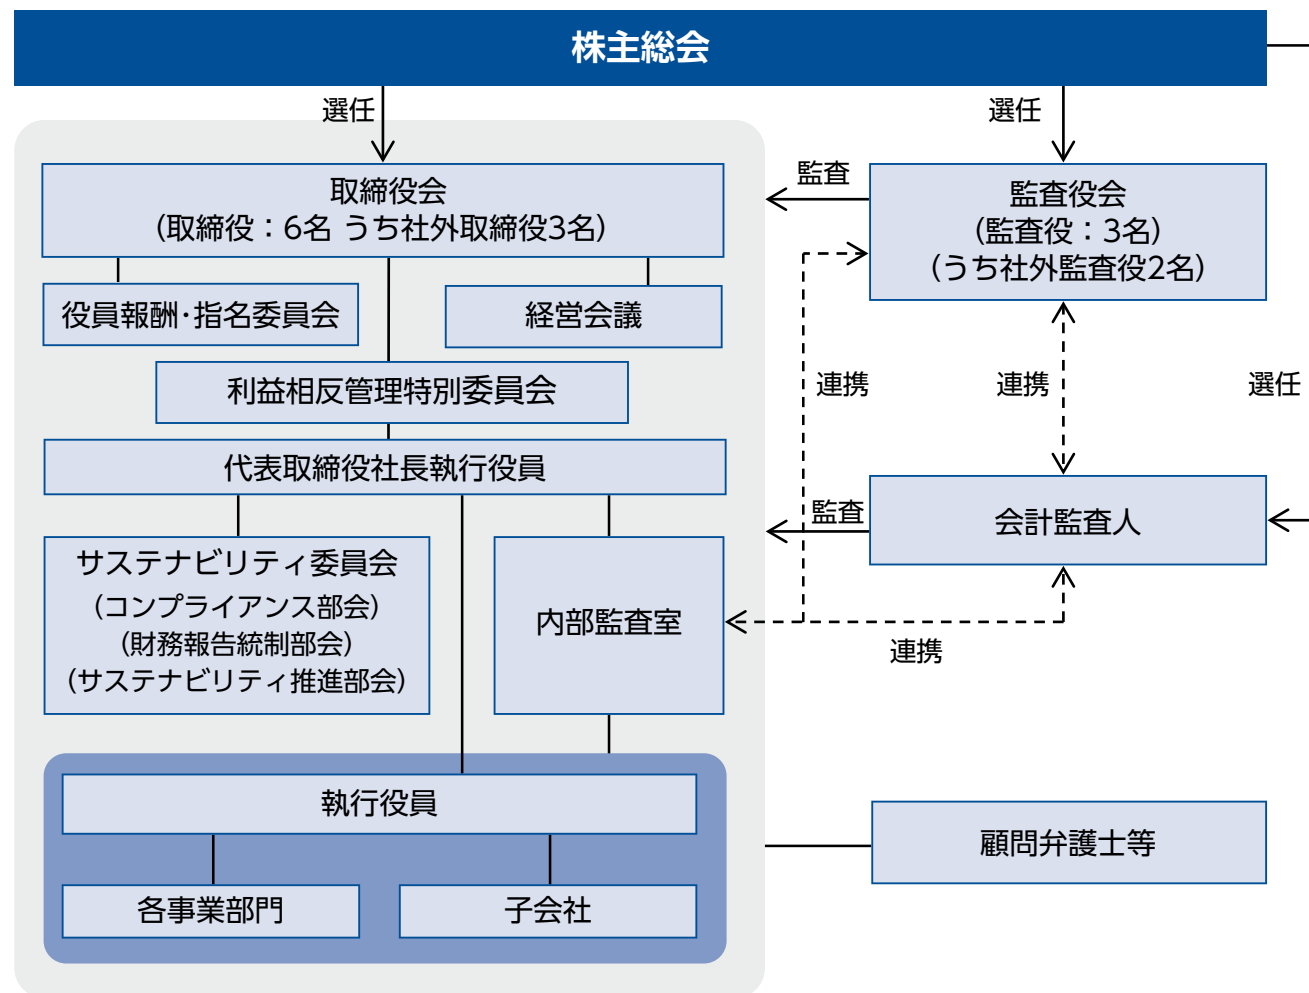 株主総会
選任
選任
取締役会
（取締役：6名 うち社外取締役3名）
監査
監査役会
（監査役：3名）
（うち社外監査役2名）
役員報酬・指名委員会
経営会議
利益相反管理特別委員会
連携
連携
選任
代表取締役社長執行役員
監査
会計監査人
サステナビリティ委員会
（コンプライアンス部会）
（財務報告統制部会）
（サステナビリティ推進部会）
内部監査室
連携
執行役員
顧問弁護士等
各事業部門
子会社